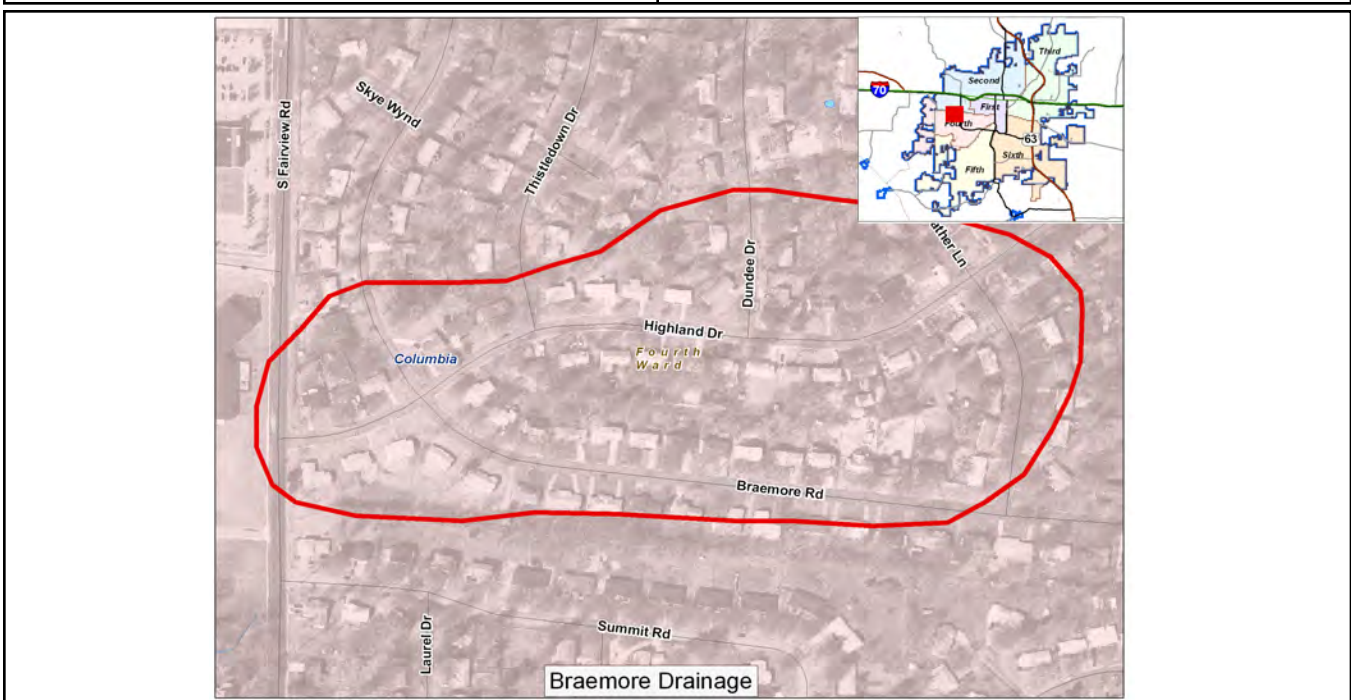 Skye Wynd
S Fairview Rd
Thistledown Dr
Dundee Dr
Highland Dr
Fourth
Ward
Columbia
Braemore Rd
Laurel Dr
Summit Rd
Braemore Drainage
Third
Second
70
First
Fourth
63
Sixth
Fifth
Ln